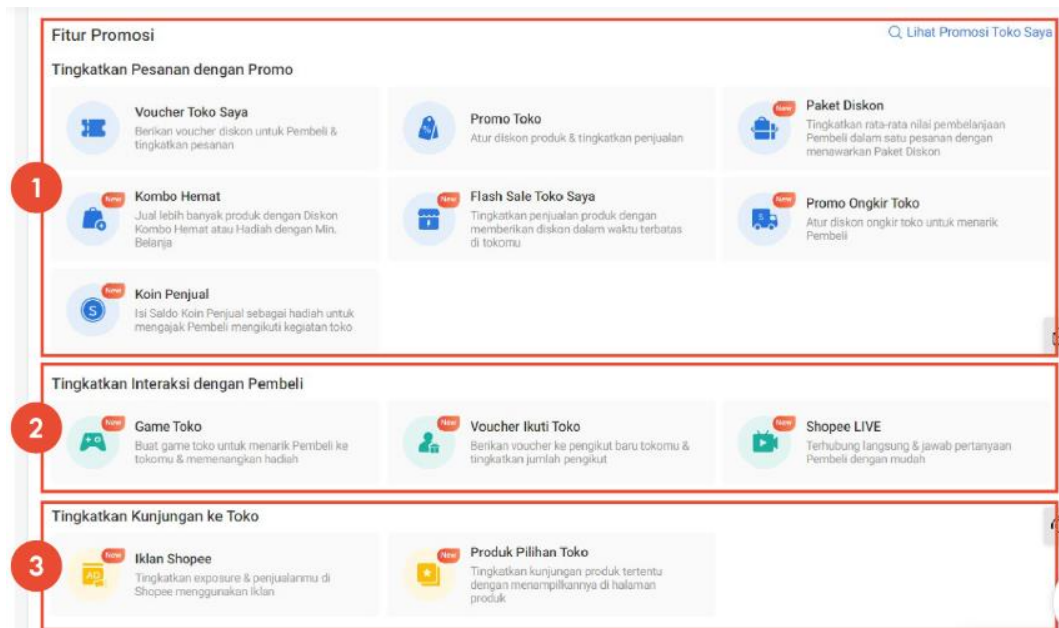 Fitur Promosi
Lihat Promosi Toko Saya
Tingkatkan Pesanan dengan Promo
1
Voucher Toko Saya
Berikan voucher diskon untuk Pembeli &
tingkatkan pesanan
Promo Toko
Atur diskon produk & tingkatkan penjualan
New
Paket Diskon
Tingkatkan rata-rata nilai pembelanjaan
Pembeli dalam satu pesanan dengan
menawarkan Paket Diskon
New
Kombo Hemat
Jual lebih banyak produk dengan Diskon
Kombo Hemat atau Hadiah dengan Min.
Belanja
New
Flash Sale Toko Saya
Tingkatkan penjualan produk dengan
memberikan diskon dalam waktu terbatas
di tokomu
New
Promo Ongkir Toko
Atur diskon ongkir toko untuk menarik
Pembeli
New
Koin Penjual
Isi Saldo Koin Penjual sebagai hadiah untuk
mengajak Pembeli mengikuti kegiatan toko
2
Tingkatkan Interaksi dengan Pembeli
New
Game Toko
Buat game toko untuk menarik Pembeli ke
tokomu & memenangkan hadiah
New
Voucher Ikuti Toko
Berikan voucher ke pengikut baru tokomu &
tingkatkan jumlah pengikut
New
Shopee LIVE
Terhubung langsung & jawab pertanyaan
Pembeli dengan mudah
3
Tingkatkan Kunjungan ke Toko
New
AD
Iklan Shopee
Tingkatkan exposure & penjualanmu di
Shopee menggunakan Iklan
New
Produk Pilihan Toko
Tingkatkan kunjungan produk tertentu
dengan menampilkannya di halaman
produk